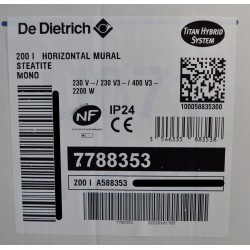 De Dietrich
TITAN HYBRID
SYSTEM
200 l HORIZONTAL MURAL
STEATITE
MONO
230 V~ / 230 V3~ / 400 V3~
2200 W
100058835300
NF
IP24
7788353
200 l A588353